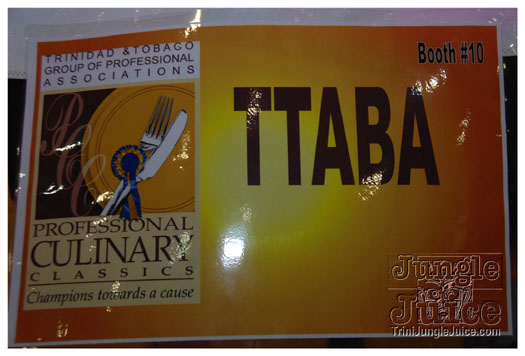 TRINIDAD & TOBAGO
GROUP OF PROFESSIONAL
ASSOCIATIONS
PCC
PROFESSIONAL
CULINARY
CLASSICS
Champions towards a cause
Booth #10
TTABA
Jungle
Juice
TriniJungleJuice.com